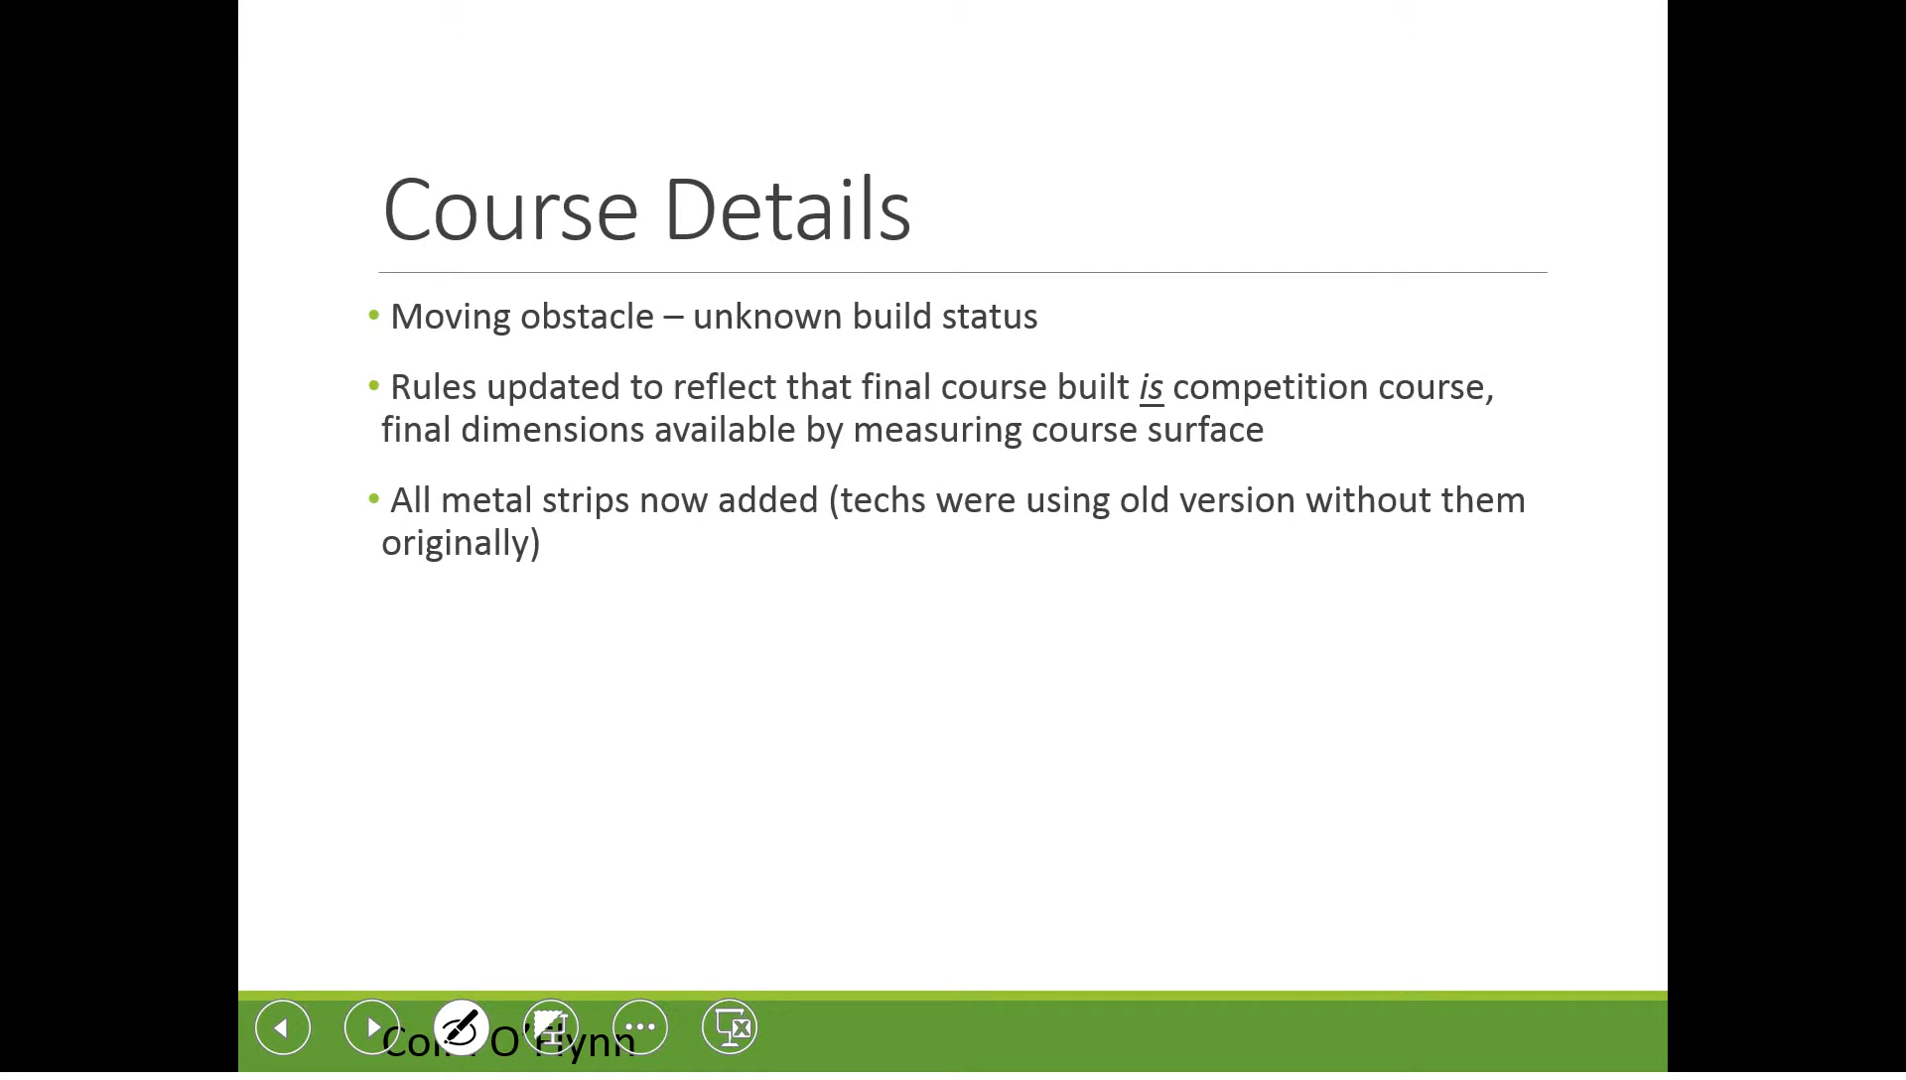 Course Details
• Moving obstacle – unknown build status
• Rules updated to reflect that final course built is competition course,
final dimensions available by measuring course surface
• All metal strips now added (techs were using old version without them
originally)
O'Flynn